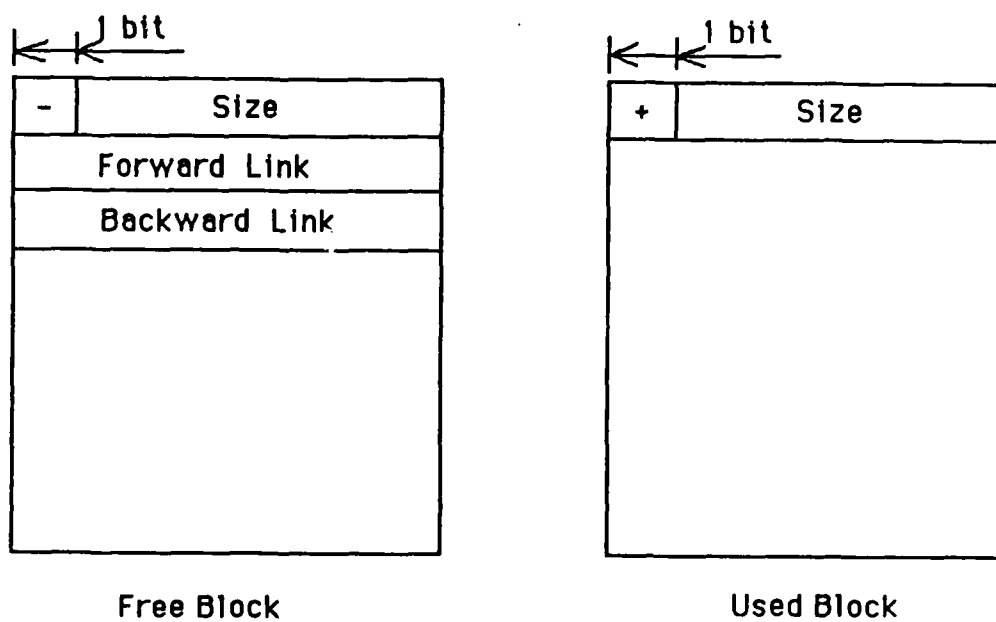 1 bit
- Size
Forward Link
Backward Link
Free Block
1 bit
+ Size
Used Block